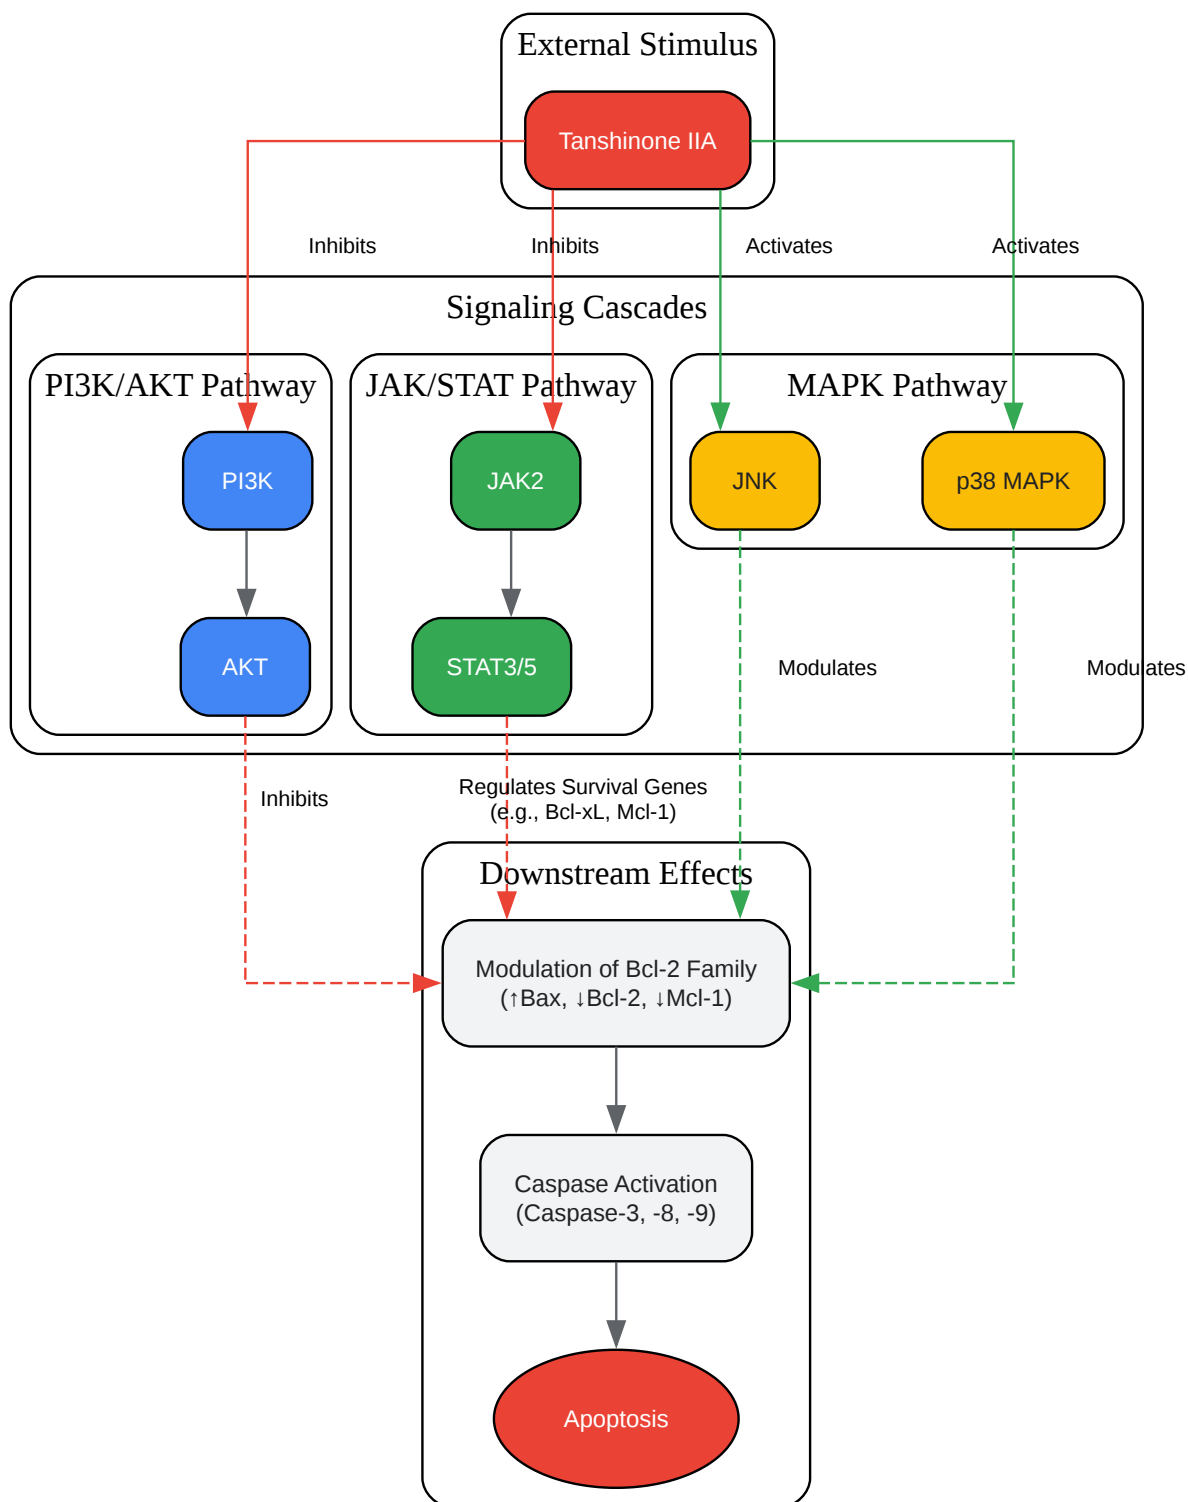 External Stimulus
Tanshinone IIA
Inhibits
Inhibits
Activates
Activates
Signaling Cascades
PI3K/AKT Pathway
JAK/STAT Pathway
MAPK Pathway
PI3K
JAK2
JNK
p38 MAPK
AKT
STAT3/5
Modulates
Modulates
Inhibits
Regulates Survival Genes
(e.g., Bcl-xL, Mcl-1)
Downstream Effects
Modulation of Bcl-2 Family
(↑Bax, ↓Bcl-2, ↓Mcl-1)
Caspase Activation
(Caspase-3, -8, -9)
Apoptosis